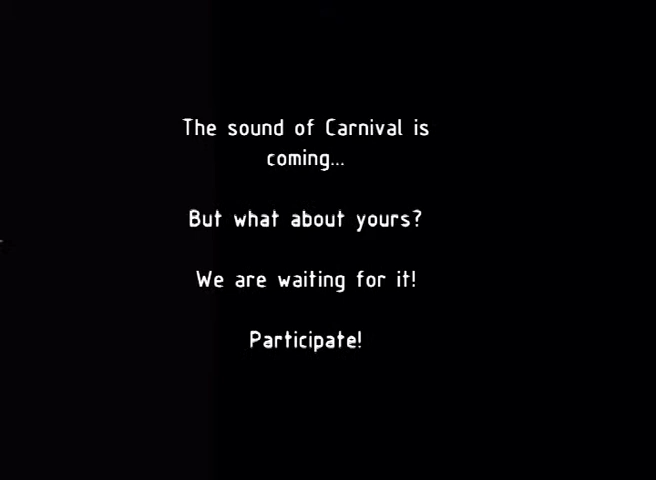 The sound of Carnival is
coming...
But what about yours?
We are waiting for it!
Participate!